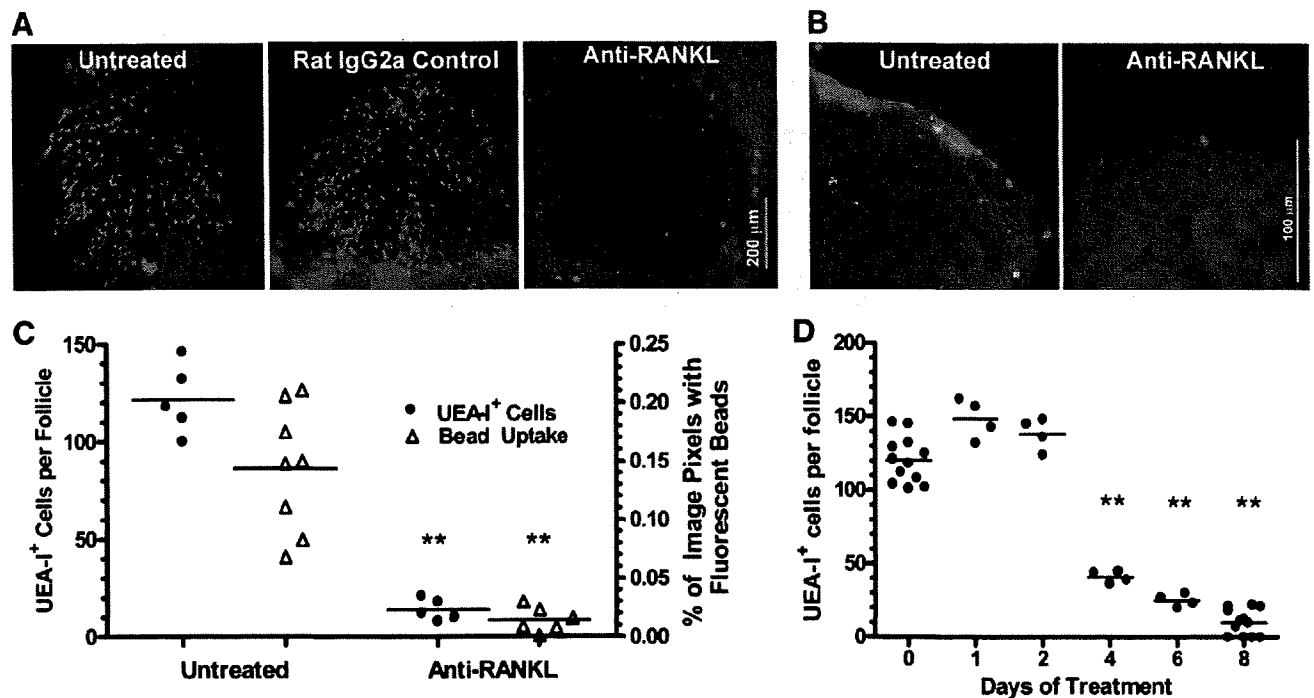 A
Untreated
Rat IgG2a Control
Anti-RANKL
200 µm
B
Untreated
Anti-RANKL
100 µm
C
UEA-I⁺ Cells per Follicle
150
100
50
0
UEA-I⁺ Cells
Bead Uptake
**
**
Untreated
Anti-RANKL
0.25
0.20
0.15
0.10
0.05
0.00
% of Image Pixels with
Fluorescent Beads
D
UEA-I⁺ cells per follicle
200
150
100
50
0
**
**
**
0
1
2
4
6
8
Days of Treatment